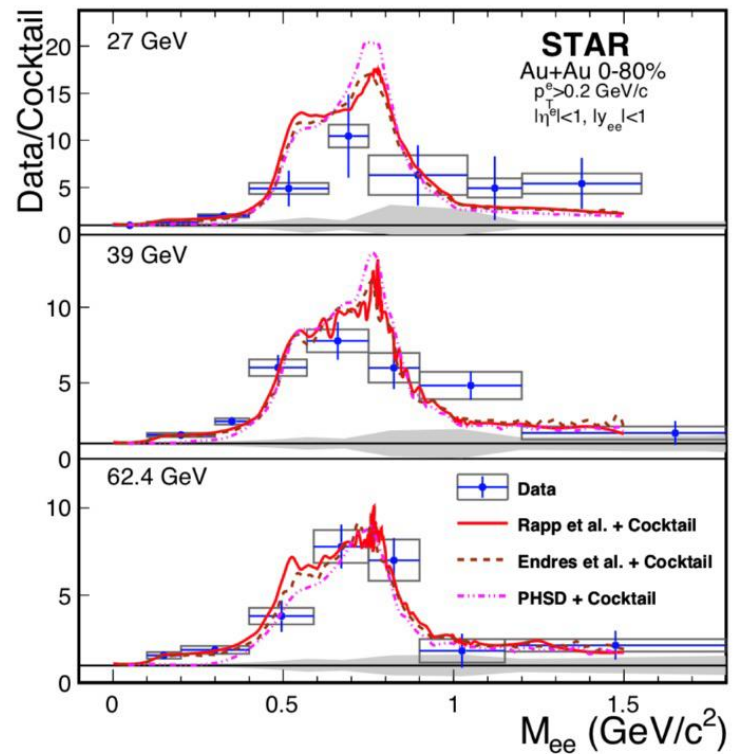 27 GeV
STAR
Au+Au 0-80%
p_T^e>0.2 GeV/c
|η^e|<1, |y_ee|<1
Data/Cocktail
20
15
10
5
0
39 GeV
10
5
0
62.4 GeV
Data
Rapp et al. + Cocktail
Endres et al. + Cocktail
PHSD + Cocktail
10
5
0
0 0.5 1 1.5
M_ee (GeV/c²)